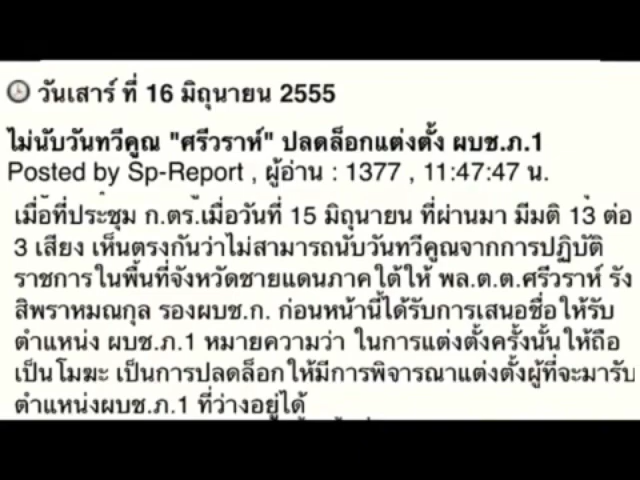 วันเสาร์ ที่ 16 มิถุนายน 2555
ไม่นับวันทวีคูณ "ศรีวราห์" ปลดล็อกแต่งตั้ง ผบช.ภ.1
Posted by Sp-Report , ผู้อ่าน : 1377 , 11:47:47 น.
เมื่อที่ประชุม ก.ตร.เมื่อวันที่ 15 มิถุนายน ที่ผ่านมา มีมติ 13 ต่อ
3 เสียง เห็นตรงกันว่าไม่สามารถนับวันทวีคูณจากการปฏิบัติ
ราชการในพื้นที่จังหวัดชายแดนภาคใต้ให้ พล.ต.ต.ศรีวราห์ รัง
สิพราหมณกุล รองผบช.ก. ก่อนหน้านี้ได้รับการเสนอชื่อให้รับ
ตำแหน่ง ผบช.ภ.1 หมายความว่า ในการแต่งตั้งครั้งนั้นให้ถือ
เป็นโมฆะ เป็นการปลดล็อกให้มีการพิจารณาแต่งตั้งผู้ที่จะมารับ
ตำแหน่งผบช.ภ.1 ที่ว่างอยู่ได้